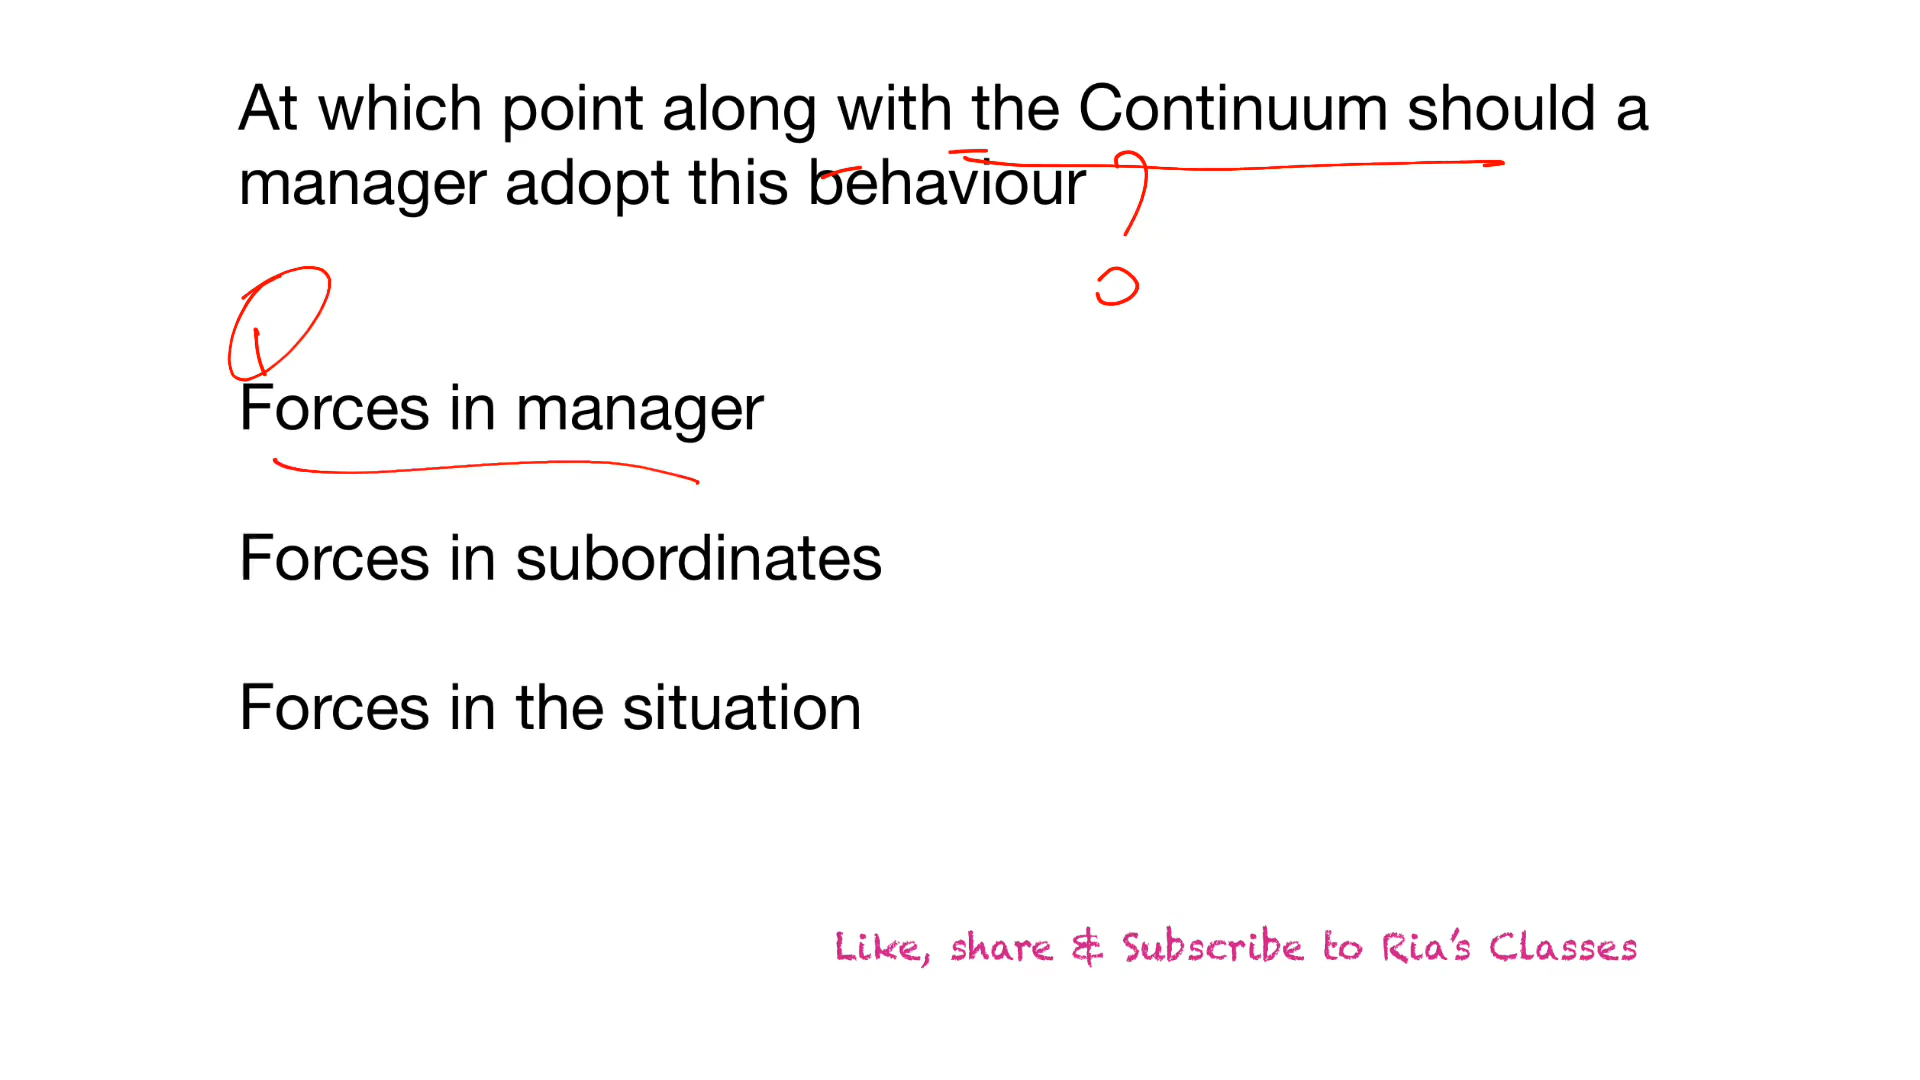 At which point along with the Continuum should a
manager adopt this behaviour ?
1
Forces in manager
Forces in subordinates
Forces in the situation
Like, share & Subscribe to Ria's Classes